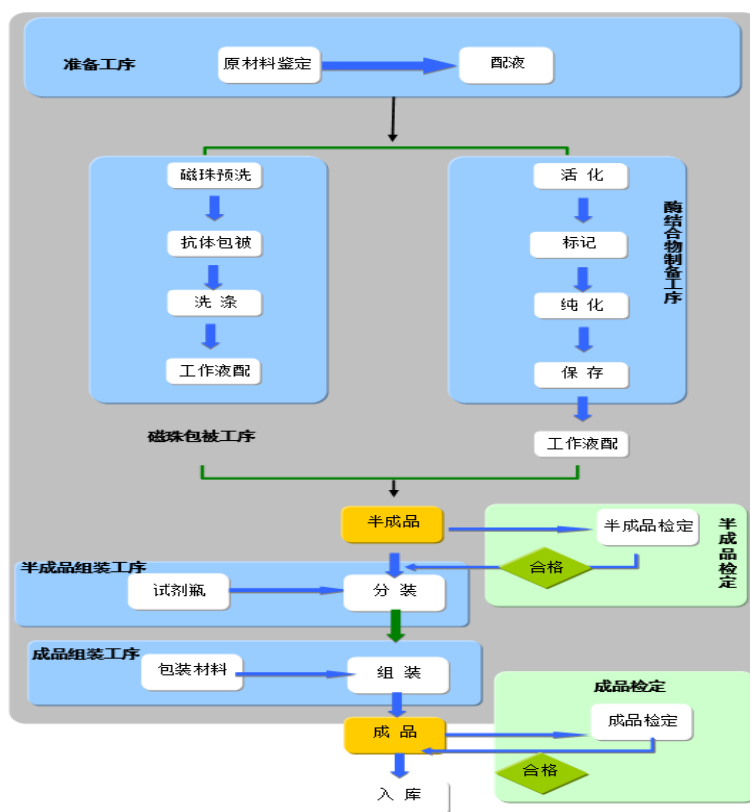 准备工序
原材料鉴定
配液
磁珠预洗
抗体包被
洗 涤
工作液配
磁珠包被工序
活 化
标记
纯化
保 存
酶结合物制备工序
工作液配
半成品
半成品检定
合格
半成品检定
半成品组装工序
试剂瓶
分 装
成品组装工序
包装材料
组 装
成品检定
成 品
成品检定
合格
入 库